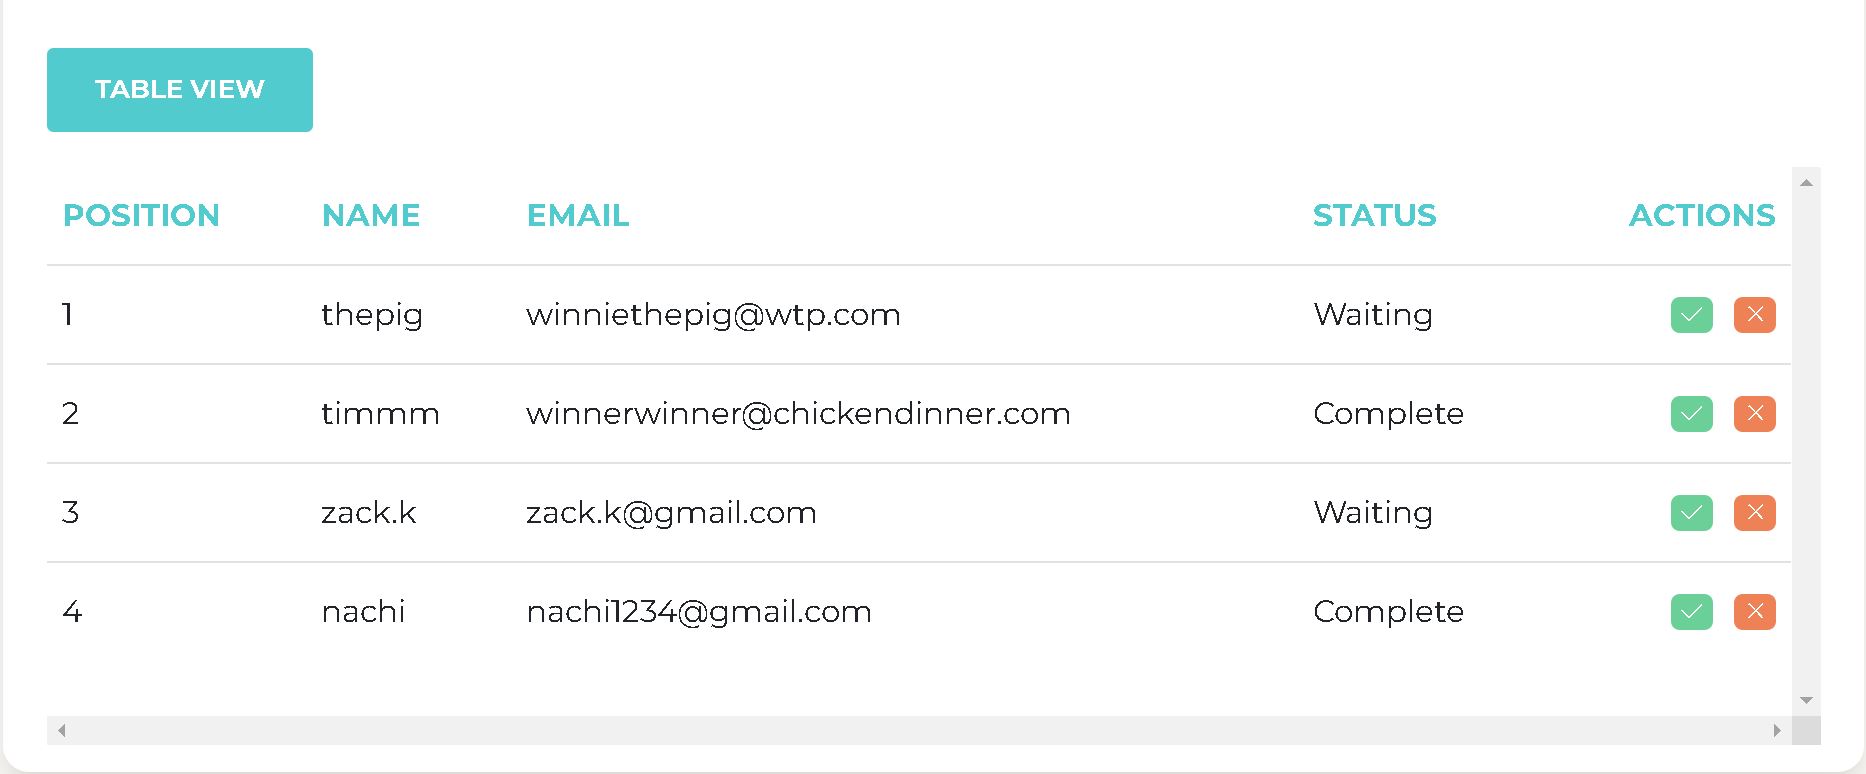 TABLE VIEW
POSITION NAME EMAIL STATUS ACTIONS
1 thepig winniethepig@wtp.com Waiting
2 timmm winnerwinner@chickendinner.com Complete
3 zack.k zack.k@gmail.com Waiting
4 nachi nachi1234@gmail.com Complete